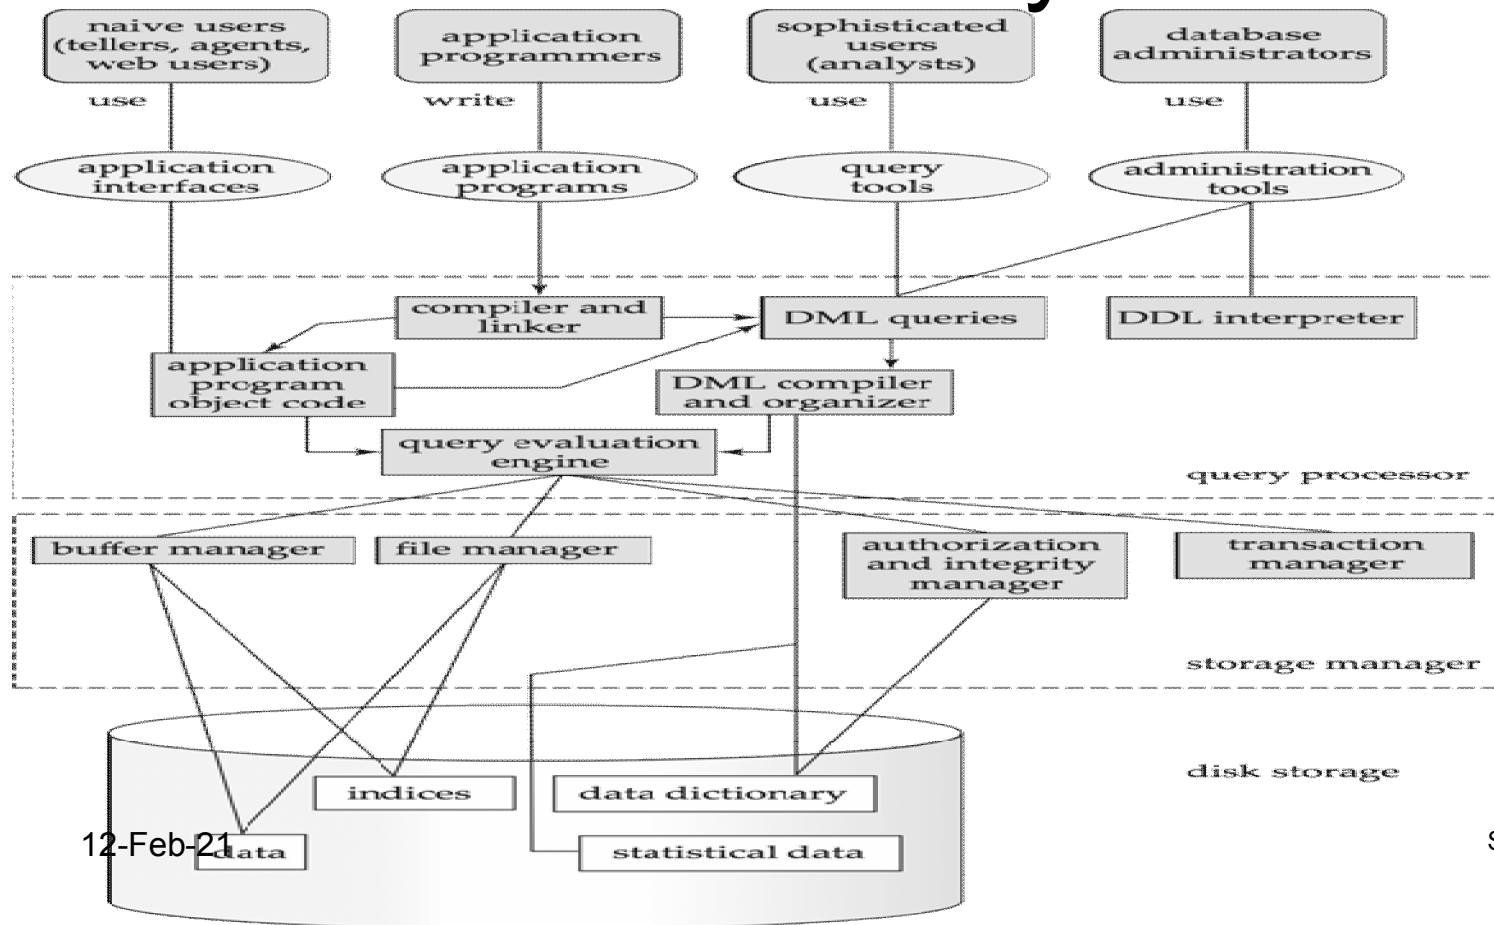 naive users
(tellers, agents,
web users)
application
programmers
sophisticated
users
(analysts)
database
administrators
use
write
use
use
application
interfaces
application
programs
query
tools
administration
tools
compiler and
linker
DML queries
DDL interpreter
application
program
object code
DML compiler
and organizer
query evaluation
engine
query processor
buffer manager
file manager
authorization
and integrity
manager
transaction
manager
storage manager
disk storage
indices
data dictionary
12-Feb-21
data
statistical data